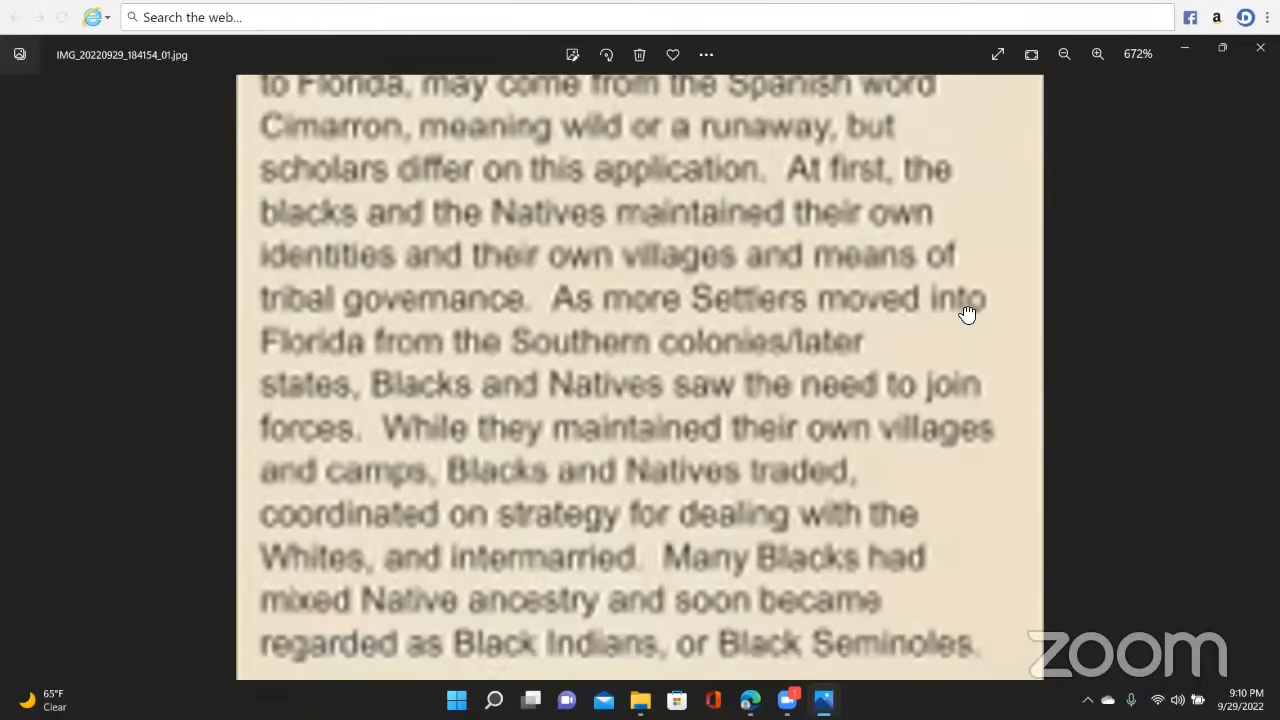 Search the web...
IMG_20220929_184154_01.jpg
672%
to Florida, may come from the Spanish word
Cimarron, meaning wild or a runaway, but
scholars differ on this application. At first, the
blacks and the Natives maintained their own
identities and their own villages and means of
tribal governance. As more Settlers moved into
Florida from the Southern colonies/later
states, Blacks and Natives saw the need to join
forces. While they maintained their own villages
and camps, Blacks and Natives traded,
coordinated on strategy for dealing with the
Whites, and intermarried. Many Blacks had
mixed Native ancestry and soon became
regarded as Black Indians, or Black Seminoles.
zoom
65°F
Clear
9:10 PM
9/29/2022